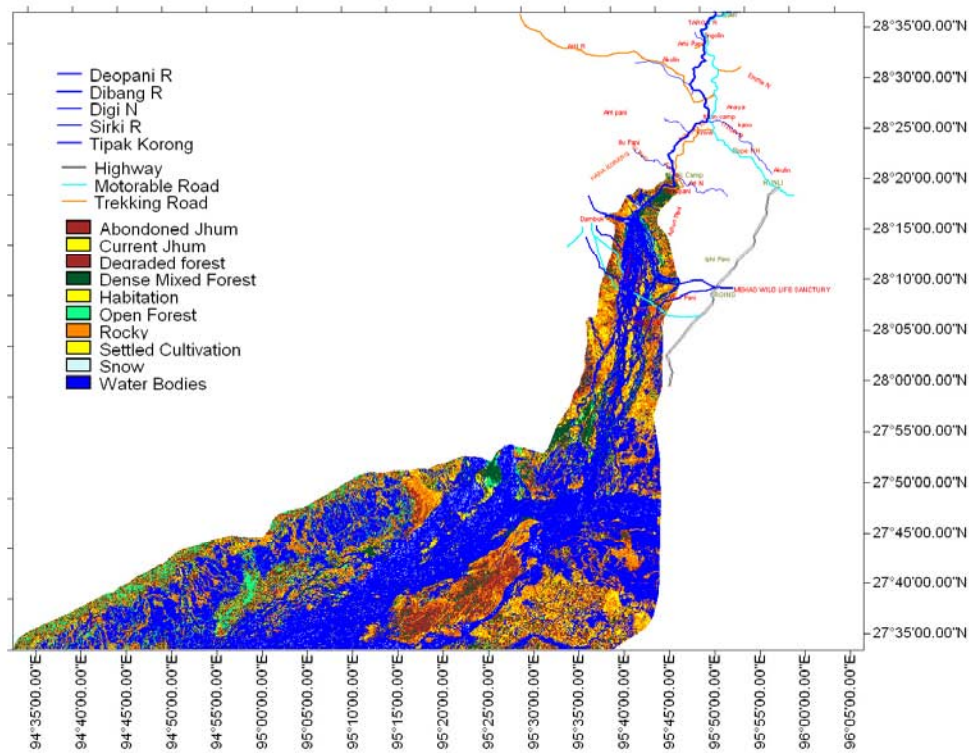 Deopani R
Dibang R
Digi N
Sirki R
Tipak Korong
Highway
Motorable Road
Trekking Road
Abondoned Jhum
Current Jhum
Degraded forest
Dense Mixed Forest
Habitation
Open Forest
Rocky
Settled Cultivation
Snow
Water Bodies
Akulin
Anaya
Akulin
Ithi Pani
Dambuk
MEHAO WILD LIFE SANCTURY
Pani
28°35'00.00"N
28°30'00.00"N
28°25'00.00"N
28°20'00.00"N
28°15'00.00"N
28°10'00.00"N
28°05'00.00"N
28°00'00.00"N
27°55'00.00"N
27°50'00.00"N
27°45'00.00"N
27°40'00.00"N
27°35'00.00"N
94°35'00.00"E
94°40'00.00"E
94°50'00.00"E
94°55'00.00"E
95°00'00.00"E
95°05'00.00"E
95°10'00.00"E
95°15'00.00"E
95°20'00.00"E
95°25'00.00"E
95°30'00.00"E
95°35'00.00"E
95°40'00.00"E
95°45'00.00"E
95°50'00.00"E
95°55'00.00"E
96°00'00.00"E
96°05'00.00"E